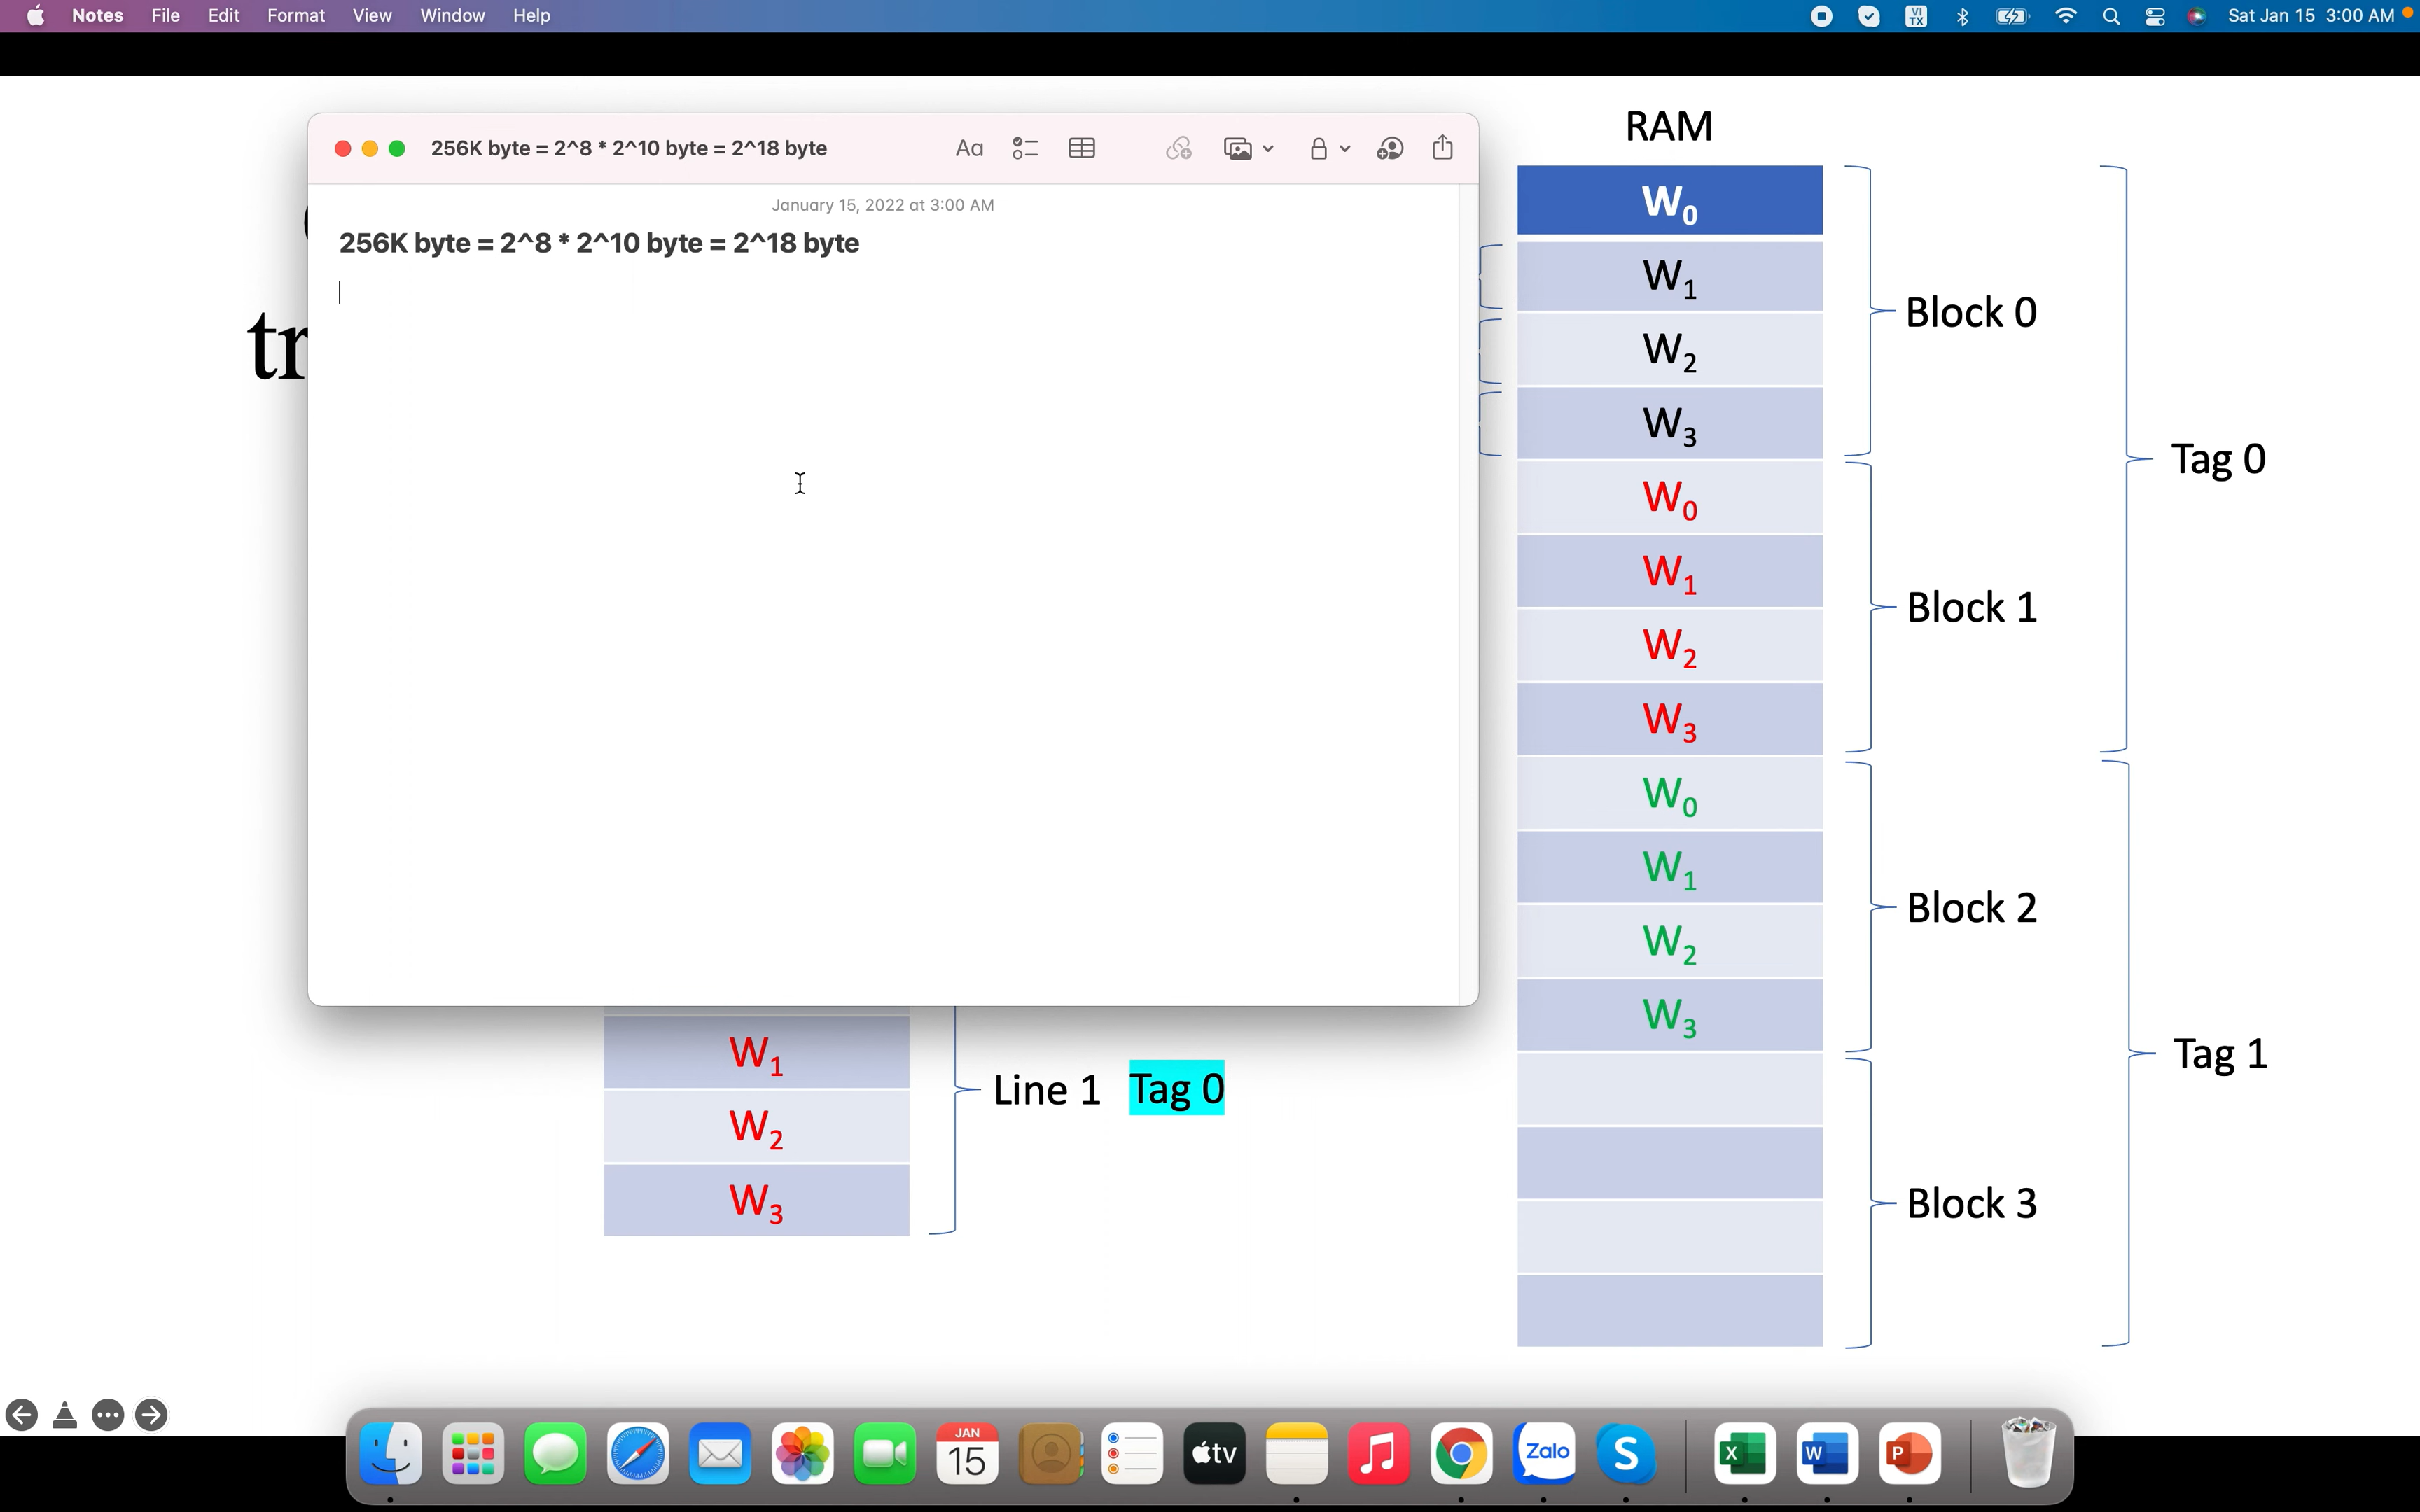 Notes File Edit Format View Window Help
VI
TX
Sat Jan 15 3:00 AM
256K byte = 2^8 * 2^10 byte = 2^18 byte
Aa
January 15, 2022 at 3:00 AM
256K byte = 2^8 * 2^10 byte = 2^18 byte
tr
RAM
W0
W1
W2
W3
Block 0
W0
W1
W2
W3
Block 1
Tag 0
W0
W1
W2
W3
Block 2
Block 3
Tag 1
W1
W2
W3
Line 1 Tag 0
JAN
15
tv
Zalo
S
X
W
P